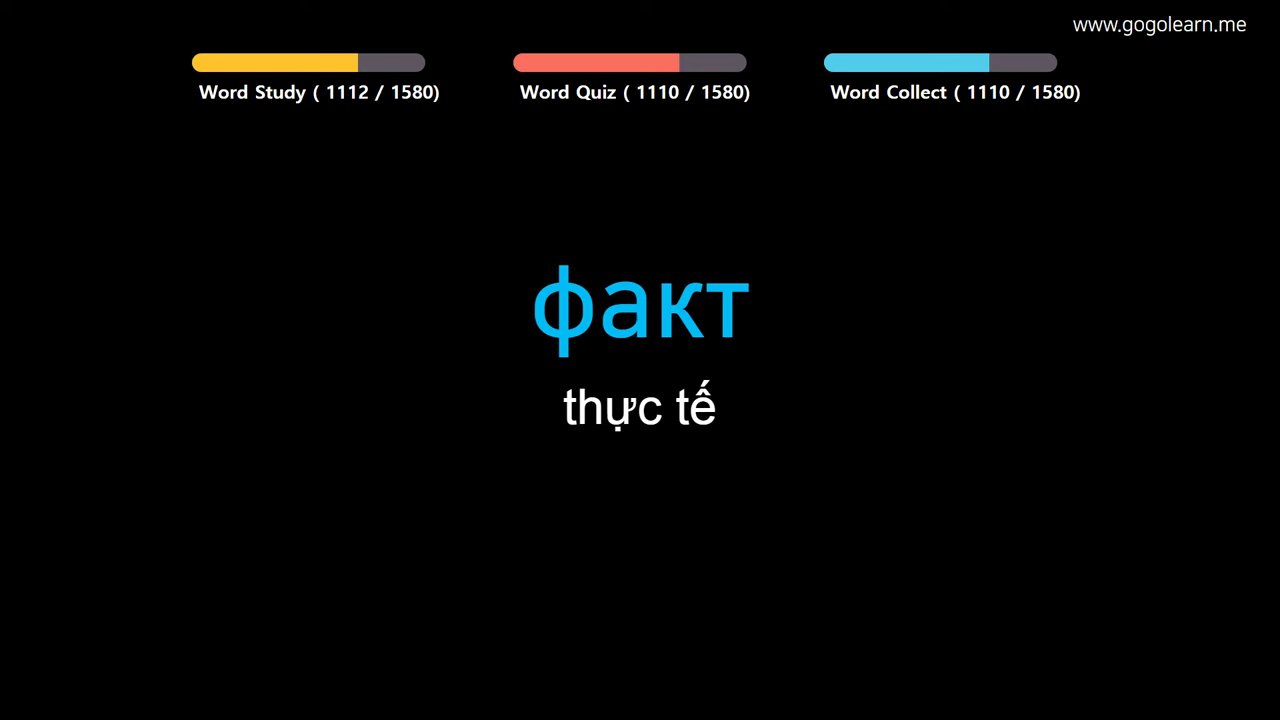 www.gogolearn.me
Word Study ( 1112 / 1580)
Word Quiz ( 1110 / 1580)
Word Collect ( 1110 / 1580)
факт
thực tế